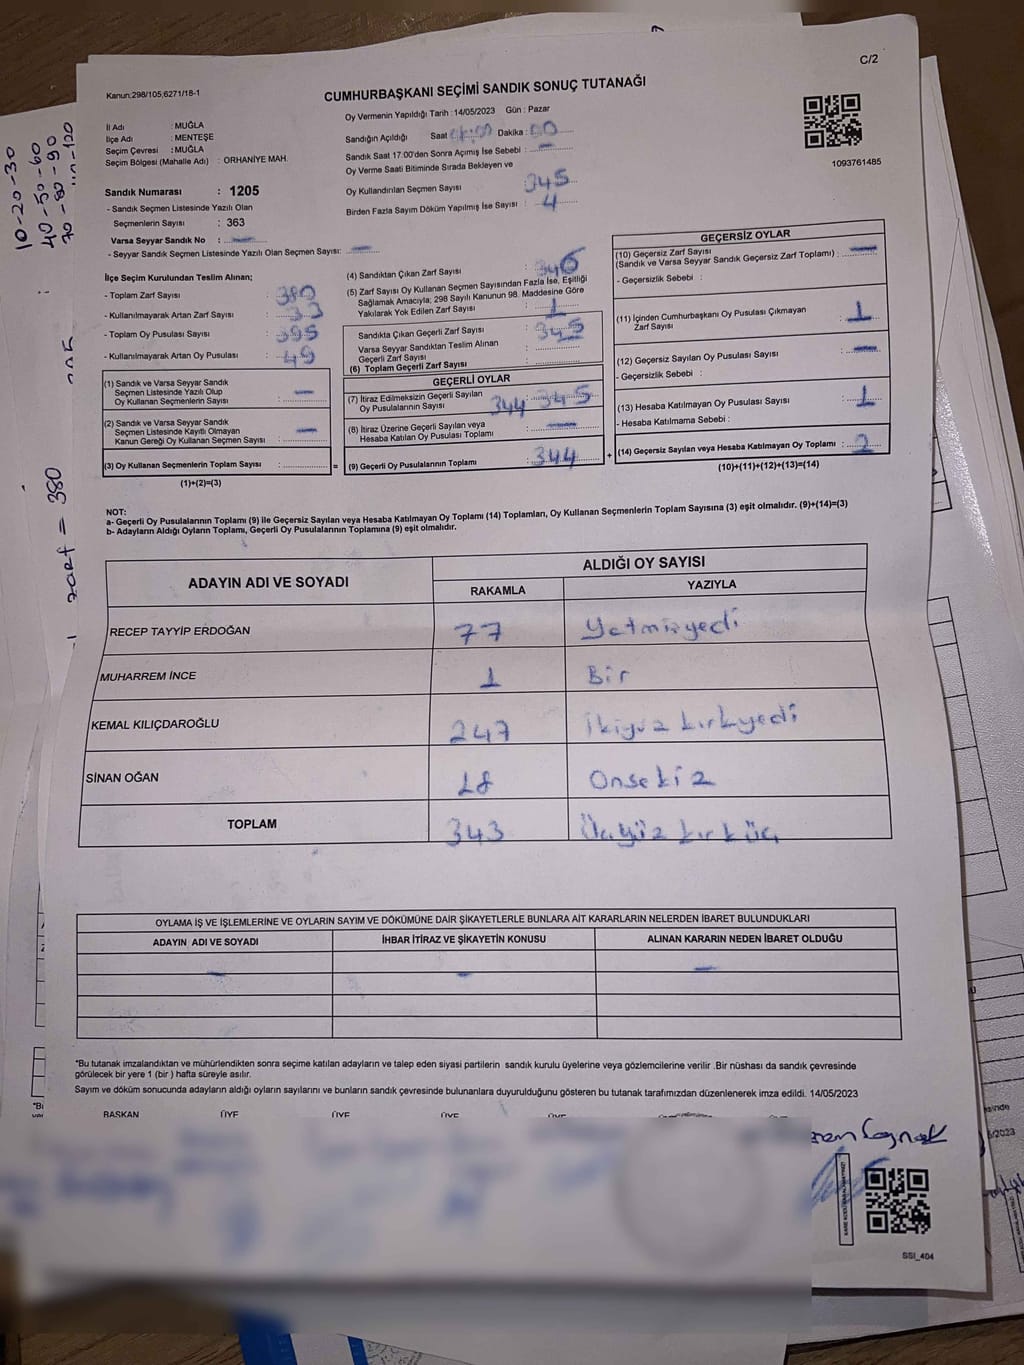 C/2
Kanun:298/105,6271/18-1
CUMHURBAŞKANI SEÇİMİ SANDIK SONUÇ TUTANAĞI
İl Adı : MUĞLA
İlçe Adı : MENTEŞE
Seçim Çevresi : MUĞLA
Seçim Bölgesi (Mahalle Adı) : ORHANİYE MAH.
Sandık Numarası : 1205
- Sandık Seçmen Listesinde Yazılı Olan
Seçmenlerin Sayısı : 363
Varsa Seyyar Sandık No : —
- Seyyar Sandık Seçmen Listesinde Yazılı Olan Seçmen Sayısı: —
Oy Vermenin Yapıldığı Tarih :14/05/2023 Gün : Pazar
Sandığın Açıldığı Saat Dakika : 00
Sandık Saat 17:00'den Sonra Açımış İse Sebebi : —
Oy Verme Saati Bitiminde Sırada Bekleyen ve
Oy Kullandırılan Seçmen Sayısı 345
Birden Fazla Sayım Döküm Yapılmış İse Sayısı : 4
1093761485
İlçe Seçim Kurulundan Teslim Alınan;
- Toplam Zarf Sayısı : 380
- Kullanılmayarak Artan Zarf Sayısı : 33
- Toplam Oy Pusulası Sayısı : 395
- Kullanılmayarak Artan Oy Pusulası : 49
(1) Sandık ve Varsa Seyyar Sandık
Seçmen Listesinde Yazılı Olup
Oy Kullanan Seçmenlerin Sayısı : —
(2) Sandık ve Varsa Seyyar Sandık
Seçmen Listesinde Kayıtlı Olmayan
Kanun Gereği Oy Kullanan Seçmen Sayısı : —
(3) Oy Kullanan Seçmenlerin Toplam Sayısı :
(1)+(2)=(3)
=
(4) Sandıktan Çıkan Zarf Sayısı : 346
(5) Zarf Sayısı Oy Kullanan Seçmen Sayısından Fazla İse, Eşitliği
Sağlamak Amacıyla; 298 Sayılı Kanunun 98. Maddesine Göre
Yakılarak Yok Edilen Zarf Sayısı : 1
Sandıkta Çıkan Geçerli Zarf Sayısı : 345
Varsa Seyyar Sandıktan Teslim Alınan
Geçerli Zarf Sayısı :
(6) Toplam Geçerli Zarf Sayısı :
GEÇERLİ OYLAR
(7) İtiraz Edilmeksizin Geçerli Sayılan
Oy Pusulalarının Sayısı 344 345
(8) İtiraz Üzerine Geçerli Sayılan veya
Hesaba Katılan Oy Pusulası Toplamı : —
(9) Geçerli Oy Pusulalarının Toplamı : 344
+
GEÇERSİZ OYLAR
(10) Geçersiz Zarf Sayısı
(Sandık ve Varsa Seyyar Sandık Geçersiz Zarf Toplamı) : —
- Geçersizlik Sebebi :
(11) İçinden Cumhurbaşkanı Oy Pusulası Çıkmayan
Zarf Sayısı : 1
(12) Geçersiz Sayılan Oy Pusulası Sayısı : —
- Geçersizlik Sebebi :
(13) Hesaba Katılmayan Oy Pusulası Sayısı : 1
- Hesaba Katılmama Sebebi :
(14) Geçersiz Sayılan veya Hesaba Katılmayan Oy Toplamı : 2
(10)+(11)+(12)+(13)=(14)
NOT:
a- Geçerli Oy Pusulalarının Toplamı (9) ile Geçersiz Sayılan veya Hesaba Katılmayan Oy Toplamı (14) Toplamları, Oy Kullanan Seçmenlerin Toplam Sayısına (3) eşit olmalıdır. (9)+(14)=(3)
b- Adayların Aldığı Oyların Toplamı, Geçerli Oy Pusulalarının Toplamına (9) eşit olmalıdır.
ADAYIN ADI VE SOYADI
ALDIĞI OY SAYISI
RAKAMLA YAZIYLA
RECEP TAYYİP ERDOĞAN 77 Yetmişyedi
MUHARREM İNCE 1 Bir
KEMAL KILIÇDAROĞLU 247 İkiyüz kırkyedi
SİNAN OĞAN 18 Onsekiz
TOPLAM 343 Üçyüz kırküç
OYLAMA İŞ VE İŞLEMLERİNE VE OYLARIN SAYIM VE DÖKÜMÜNE DAİR ŞİKAYETLERLE BUNLARA AİT KARARLARIN NELERDEN İBARET BULUNDUKLARI
ADAYIN ADI VE SOYADI İHBAR İTİRAZ VE ŞİKAYETİN KONUSU ALINAN KARARIN NEDEN İBARET OLDUĞU
— — —
*Bu tutanak imzalandıktan ve mühürlendikten sonra seçime katılan adayların ve talep eden siyasi partilerin sandık kurulu üyelerine veya gözlemcilerine verilir .Bir nüshası da sandık çevresinde
görülecek bir yere 1 (bir ) hafta süreyle asılır.
Sayım ve döküm sonucunda adayların aldığı oyların sayılarını ve bunların sandık çevresinde bulunanlara duyurulduğunu gösteren bu tutanak tarafımızdan düzenlenerek imza edildi. 14/05/2023
BAŞKAN ÜYE ÜYE ÜYE ÜYE
SSI_404
10-20-30
40-50-60
70-80-90
zarf = 380